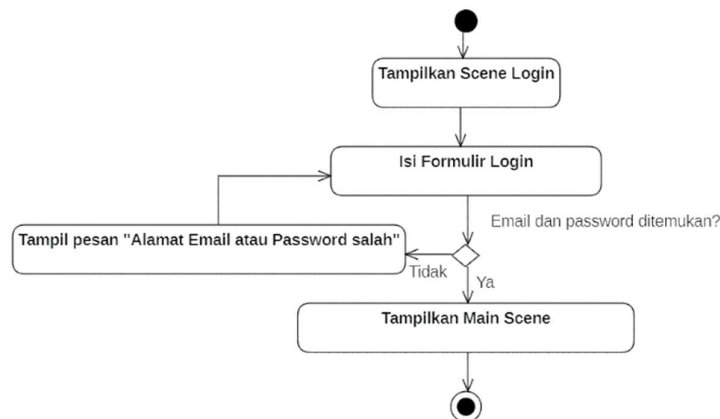 Tampilkan Scene Login
Isi Formulir Login
Email dan password ditemukan?
Tampil pesan "Alamat Email atau Password salah"
Tidak
Ya
Tampilkan Main Scene